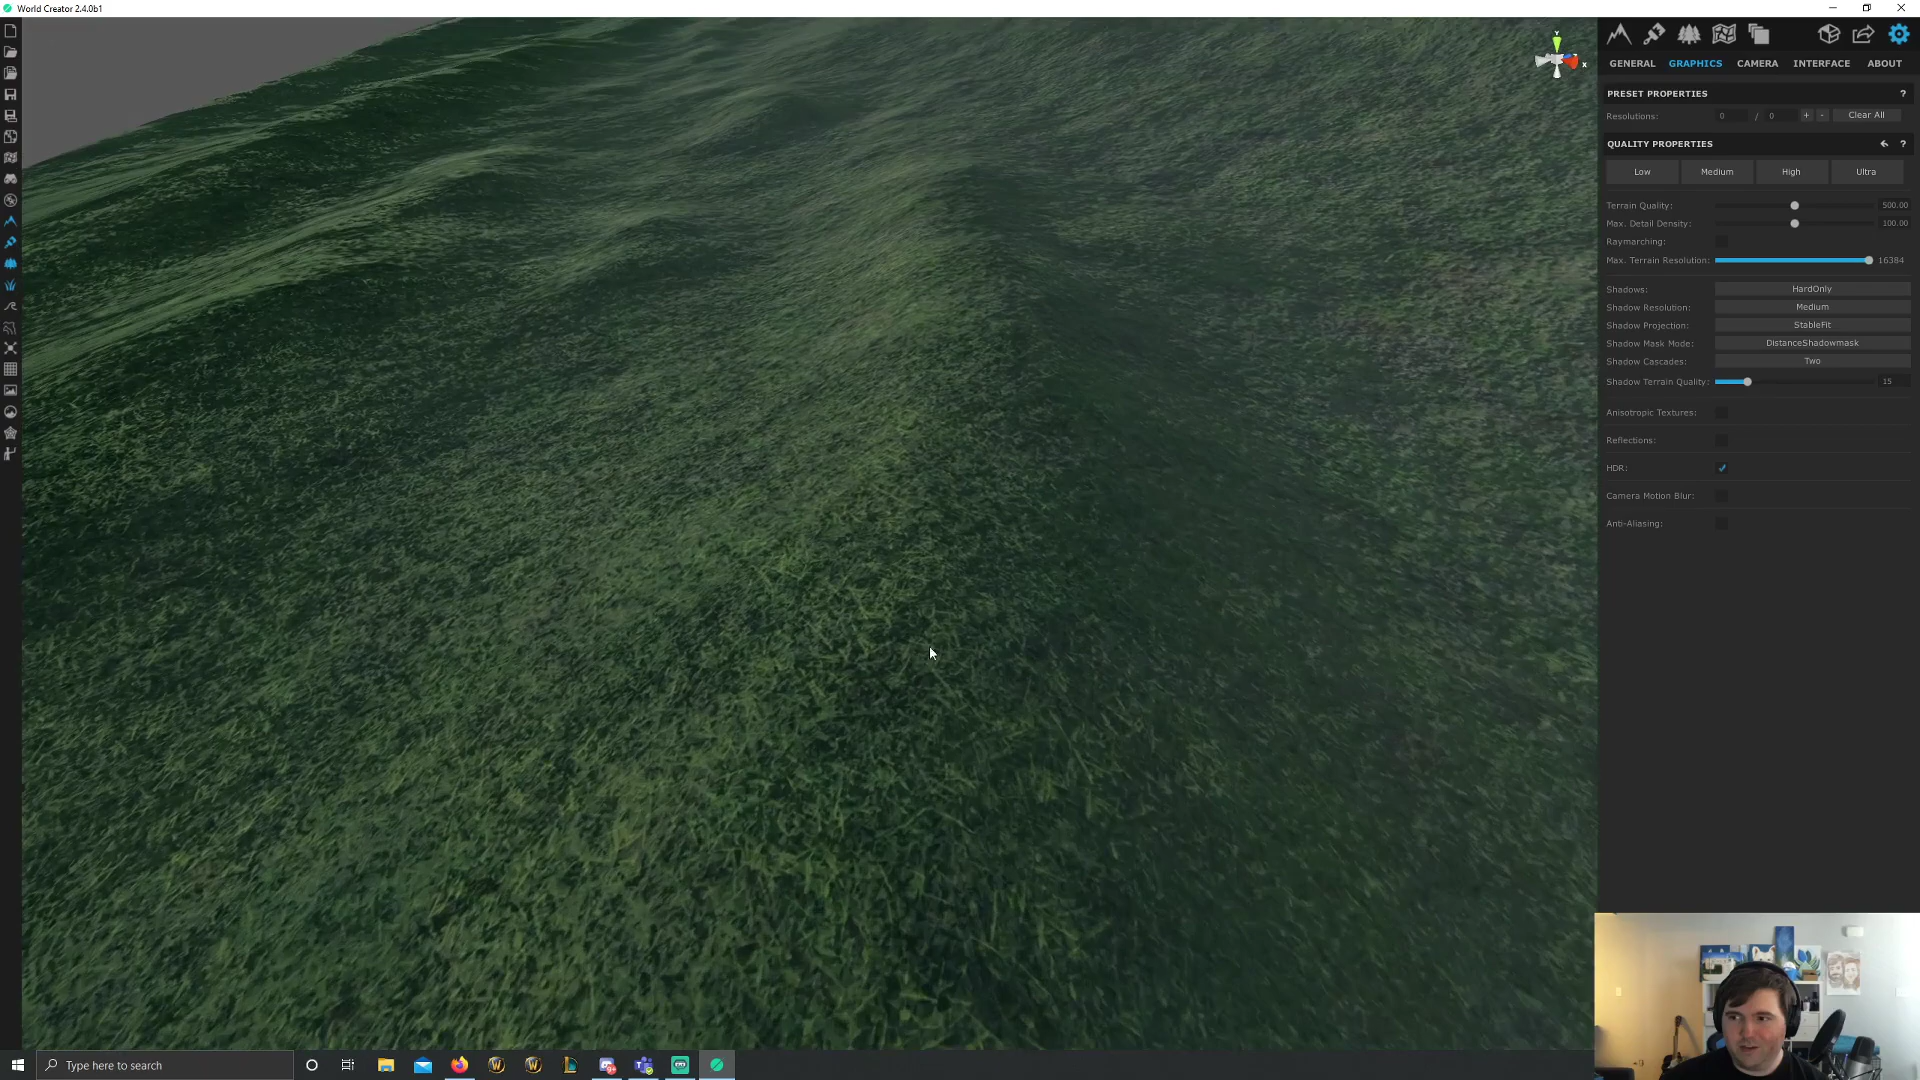 World Creator 2.4.0b1
Y
X
GENERAL GRAPHICS CAMERA INTERFACE ABOUT
PRESET PROPERTIES ?
Resolutions: 0 / 0 + - Clear All
QUALITY PROPERTIES ?
Low Medium High Ultra
Terrain Quality: 500.00
Max. Detail Density: 100.00
Raymarching:
Max. Terrain Resolution: 16384
Shadows: HardOnly
Shadow Resolution: Medium
Shadow Projection: StableFit
Shadow Mask Mode: DistanceShadowmask
Shadow Cascades: Two
Shadow Terrain Quality: 15
Anisotropic Textures:
Reflections:
HDR:
Camera Motion Blur:
Anti-Aliasing:
Type here to search